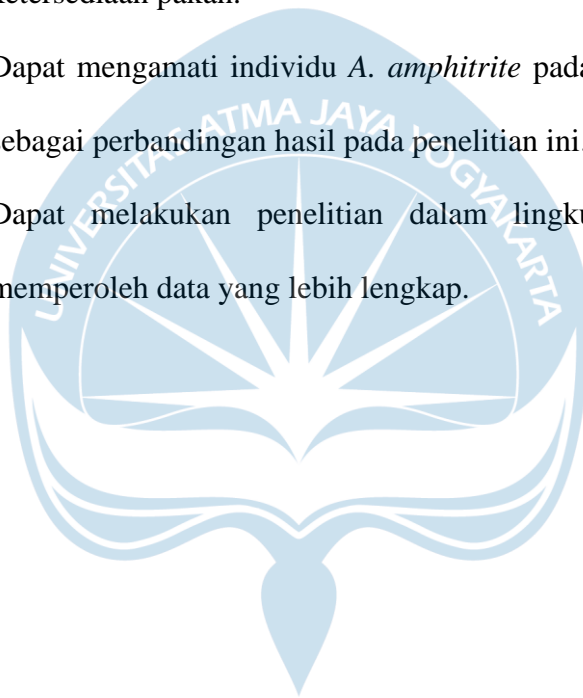 ketersediaan pakan.
Dapat mengamati individu A. amphitrite pada
sebagai perbandingan hasil pada penelitian ini.
Dapat melakukan penelitian dalam lingku
memperoleh data yang lebih lengkap.
UNIVERSITAS ATMA JAYA YOGYAKARTA